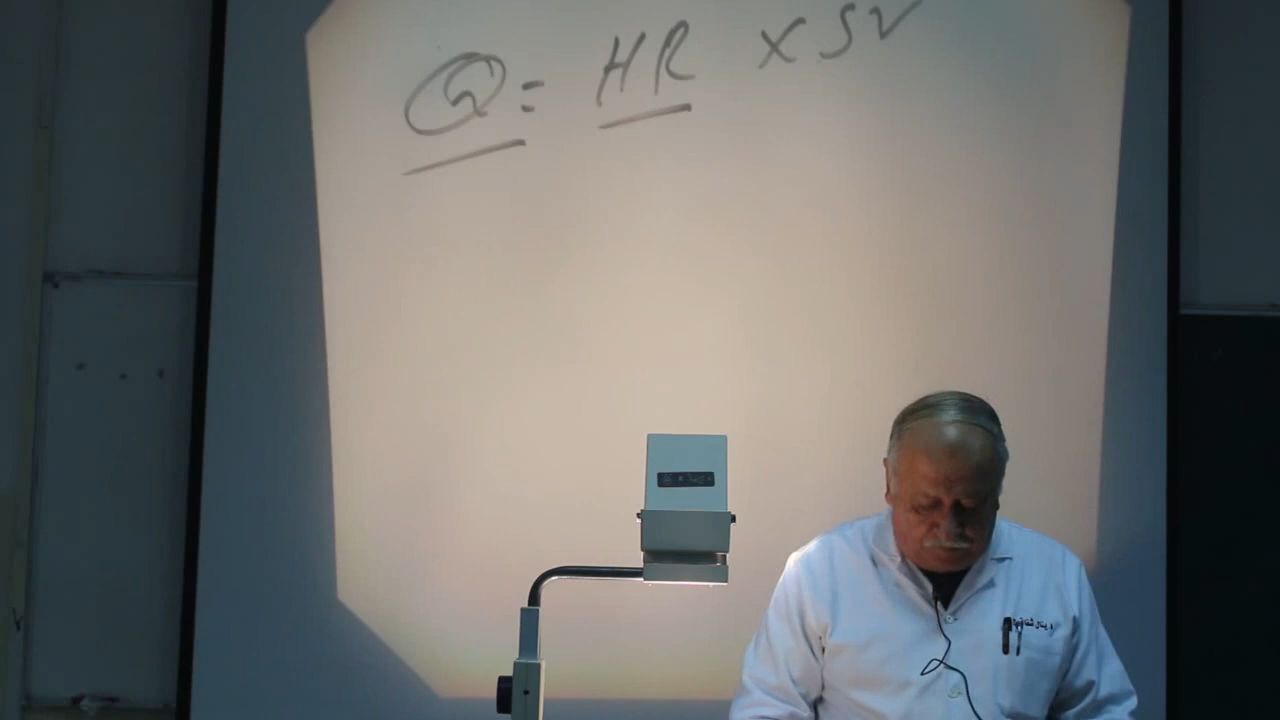 Q = HR X SV